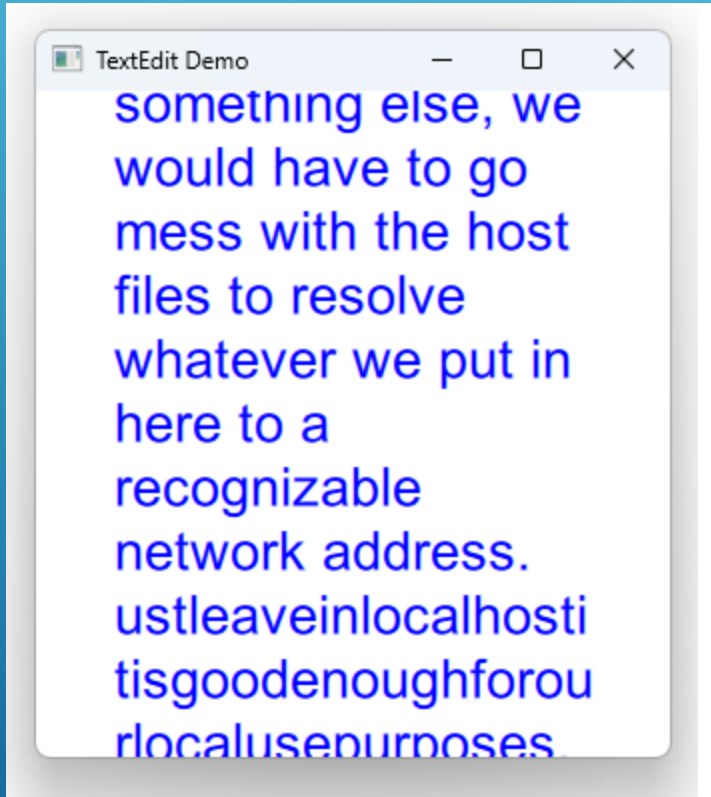 TextEdit Demo
something else, we
would have to go
mess with the host
files to resolve
whatever we put in
here to a
recognizable
network address.
ustleaveinlocalhosti
tisgoodenoughforou
rlocalusepurposes.